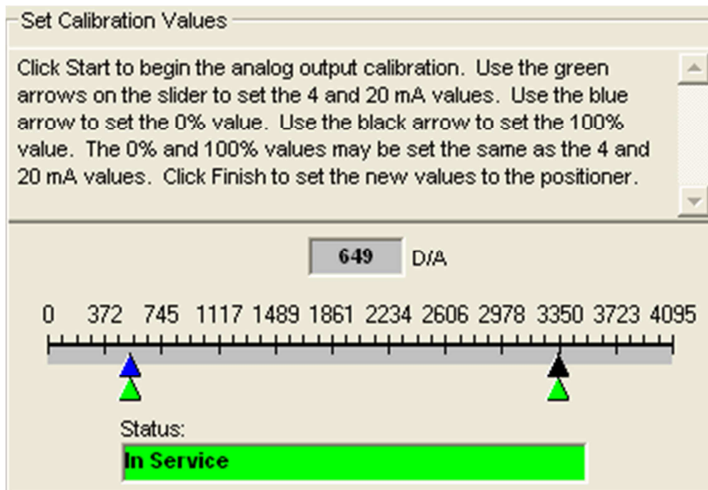 Set Calibration Values
Click Start to begin the analog output calibration. Use the green
arrows on the slider to set the 4 and 20 mA values. Use the blue
arrow to set the 0% value. Use the black arrow to set the 100%
value. The 0% and 100% values may be set the same as the 4 and
20 mA values. Click Finish to set the new values to the positioner.
649 D/A
0 372 745 1117 1489 1861 2234 2606 2978 3350 3723 4095
Status:
In Service